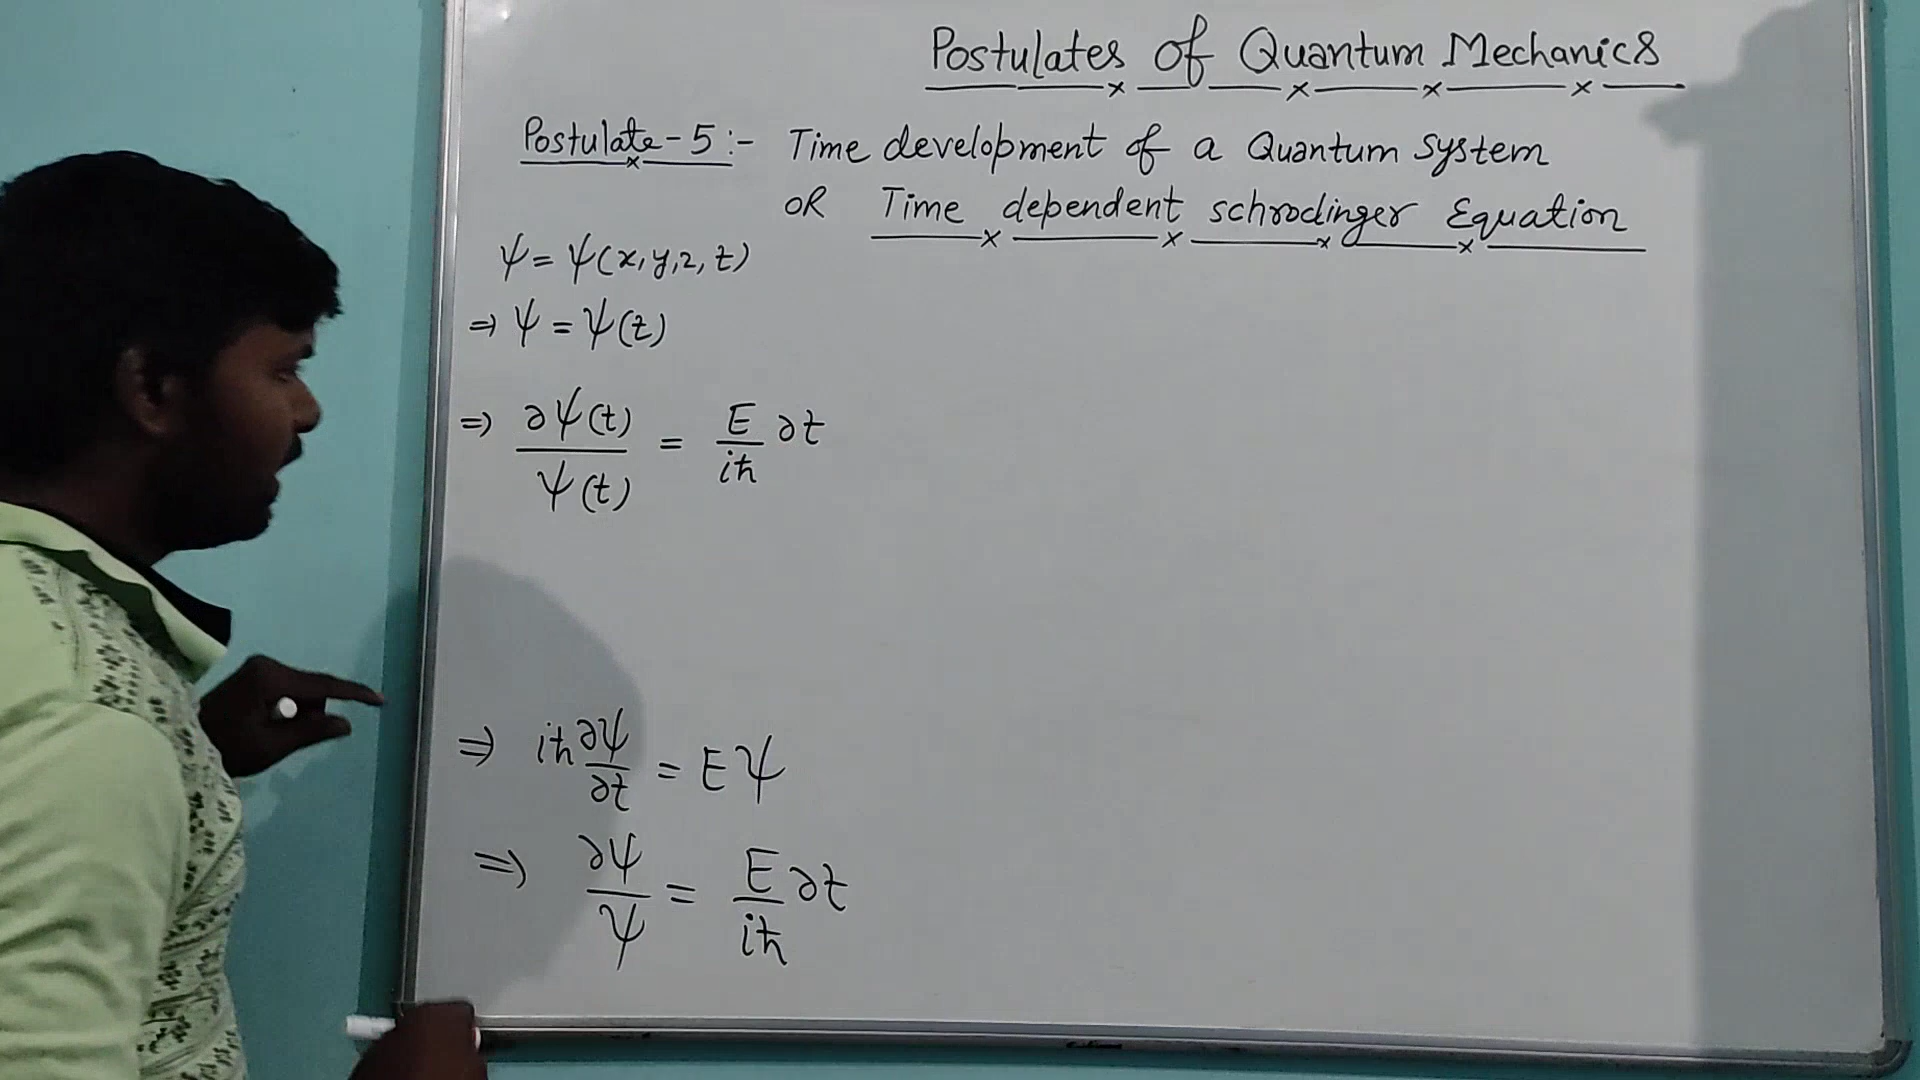 Postulates of Quantum Mechanics
Postulate-5:- Time development of a Quantum System
OR Time dependent schrodinger Equation
ψ = ψ(x,y,z,t)
⇒ ψ = ψ(t)
⇒ ∂ψ(t)/ψ(t) = E/iħ ∂t
⇒ iħ ∂ψ/∂t = Eψ
⇒ ∂ψ/ψ = E/iħ ∂t